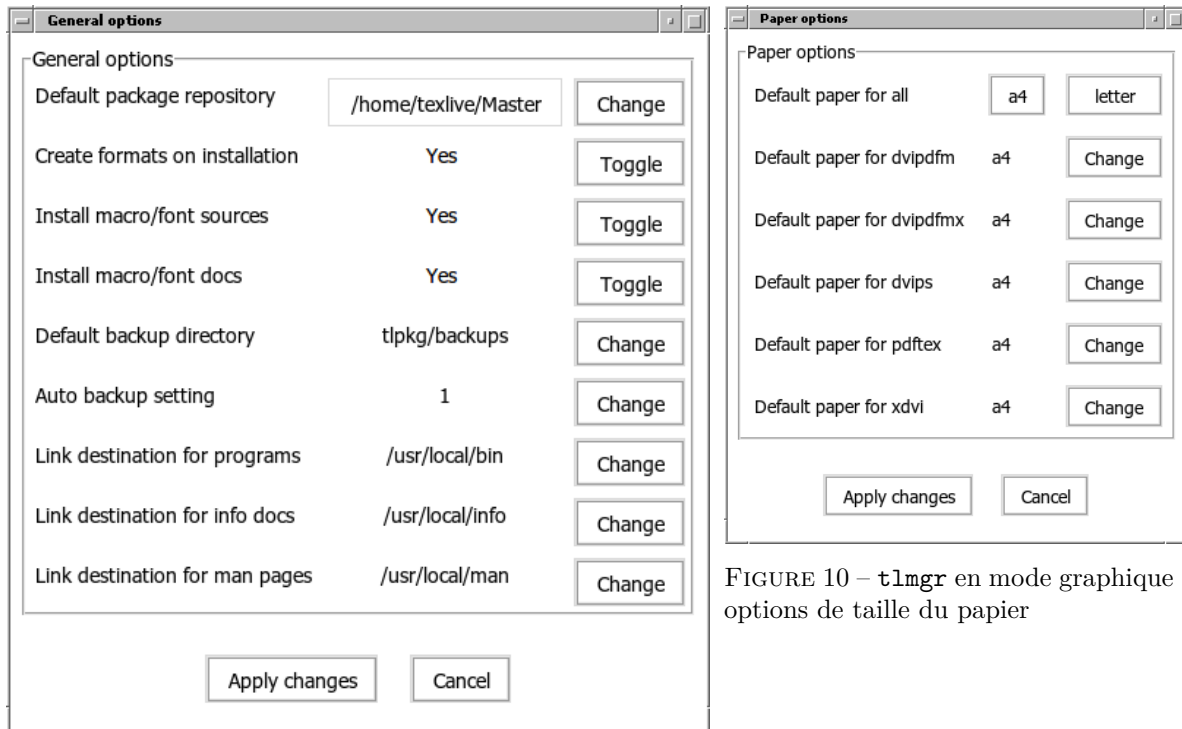 General options
General options
Default package repository /home/texlive/Master Change
Create formats on installation Yes Toggle
Install macro/font sources Yes Toggle
Install macro/font docs Yes Toggle
Default backup directory tlpkg/backups Change
Auto backup setting 1 Change
Link destination for programs /usr/local/bin Change
Link destination for info docs /usr/local/info Change
Link destination for man pages /usr/local/man Change
Apply changes Cancel
Paper options
Paper options
Default paper for all a4 letter
Default paper for dvipdfm a4 Change
Default paper for dvipdfmx a4 Change
Default paper for dvips a4 Change
Default paper for pdftex a4 Change
Default paper for xdvi a4 Change
Apply changes Cancel
FIGURE 10 – tlmgr en mode graphique
options de taille du papier